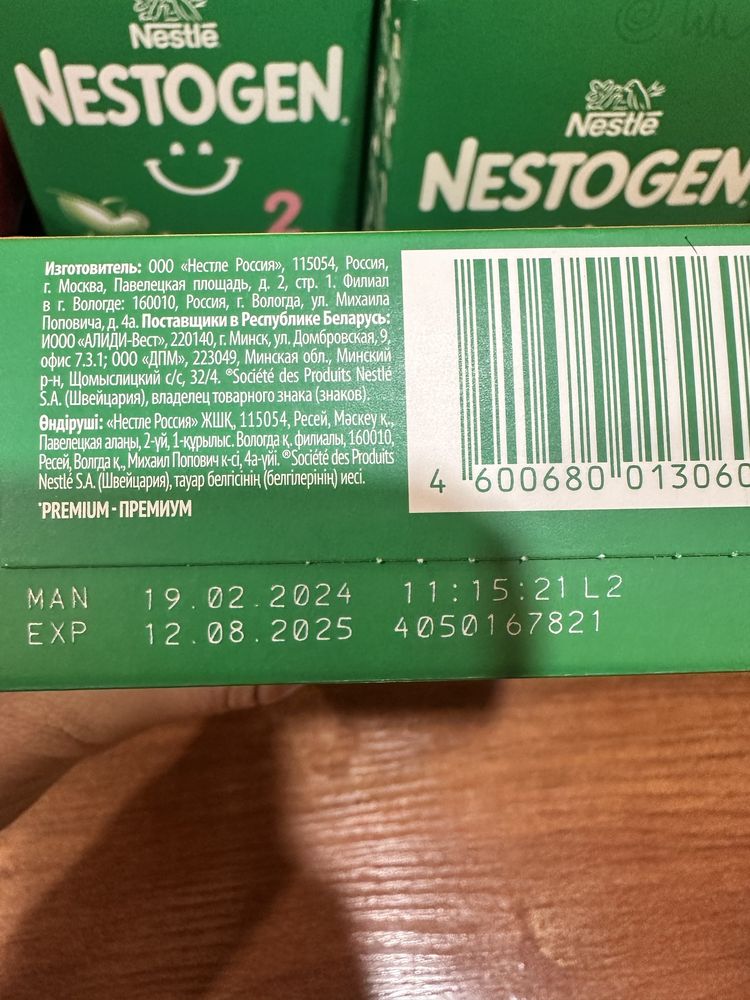 Nestlé
NESTOGEN
2
Nestlé
NESTOGEN
Изготовитель: ООО «Нестле Россия», 115054, Россия,
г. Москва, Павелецкая площадь, д. 2, стр. 1. Филиал
в г. Вологде: 160010, Россия, г. Вологда, ул. Михаила
Поповича, д. 4а. Поставщики в Республике Беларусь:
ИООО «АЛИДИ-Вест», 220140, г. Минск, ул. Домбровская, 9,
офис 7.3.1; ООО «ДПМ», 223049, Минская обл., Минский
р-н, Щомыслицкий с/с, 32/4. ®Société des Produits Nestlé
S.A. (Швейцария), владелец товарного знака (знаков).
Өндіруші: «Нестле Россия» ЖШҚ, 115054, Ресей, Мәскеу қ.,
Павелецкая алаңы, 2-үй, 1-құрылыс. Вологда қ. филиалы, 160010,
Ресей, Волгда қ., Михаил Попович к-сі, 4а-үйі. ®Société des Produits
Nestlé S.A. (Швейцария), тауар белгісінің (белгілерінің) иесі.
*PREMIUM - ПРЕМИУМ
4 600680 013060
MAN 19.02.2024 11:15:21 L2
EXP 12.08.2025 4050167821